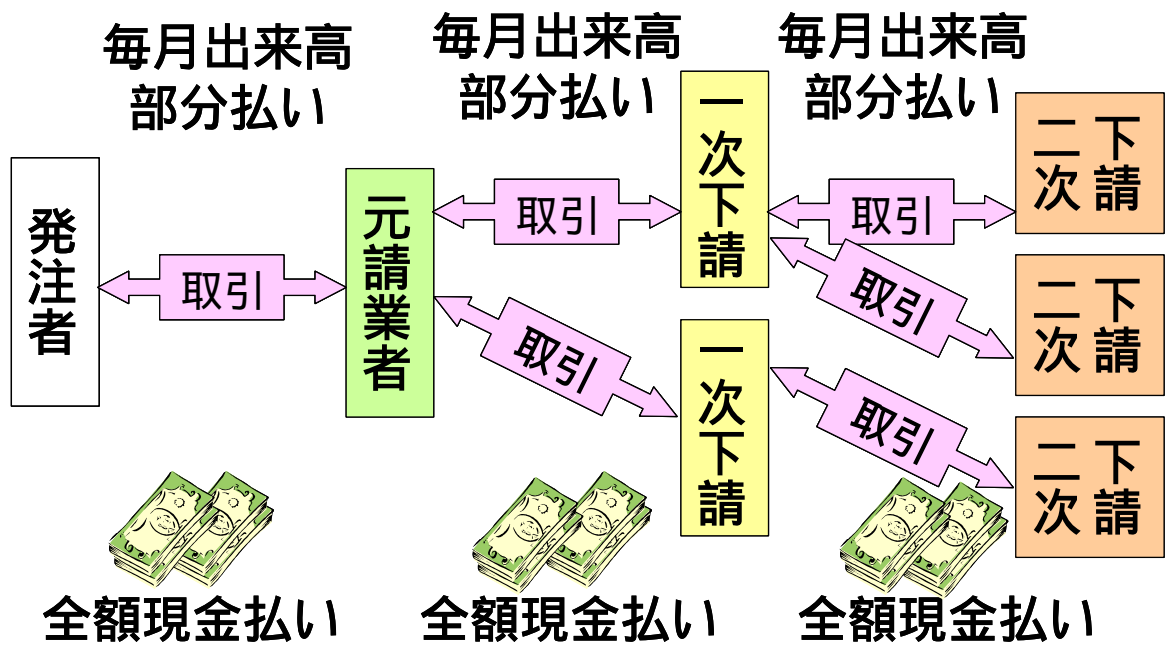 毎月出来高
部分払い
毎月出来高
部分払い
毎月出来高
部分払い
発注者
取引
元請業者
取引
取引
一次下請
一次下請
取引
取引
取引
二次
下請
二次
下請
二次
下請
全額現金払い
全額現金払い
全額現金払い